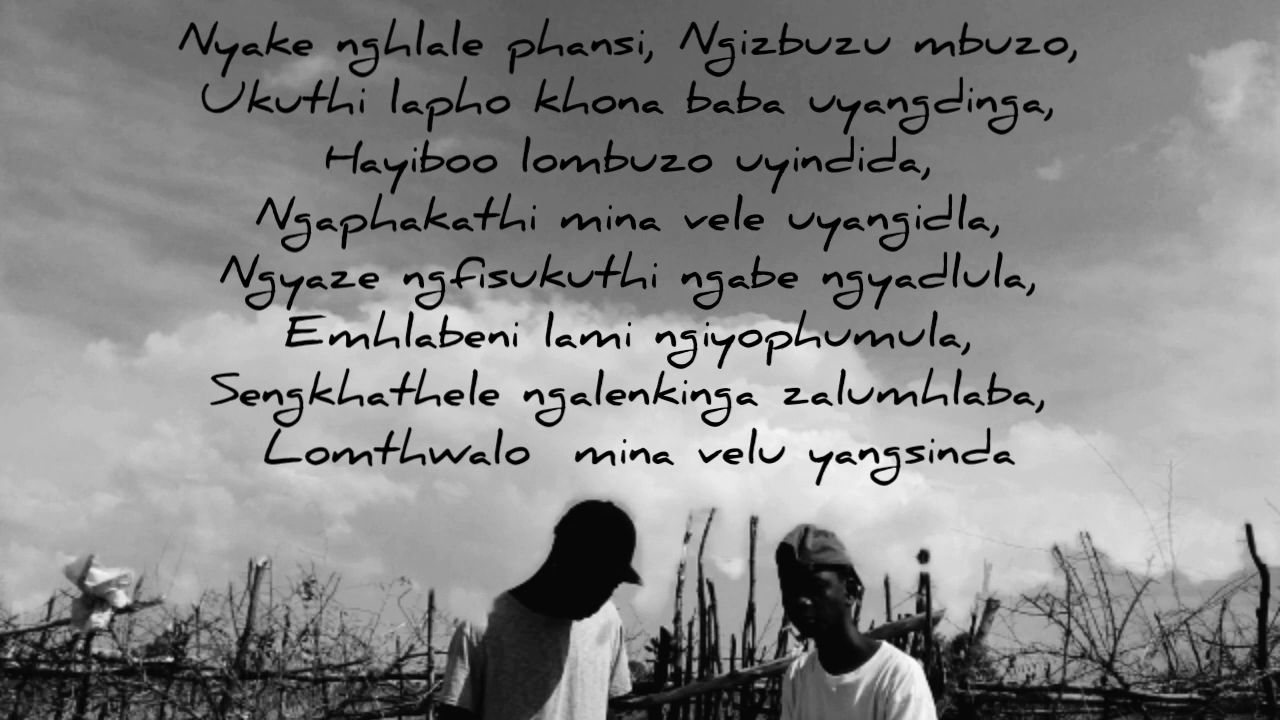 Nyake nghlale phansi, Ngizbuzu mbuzo,
Ukuthi lapho khona baba uyangdinga,
Hayiboo lombuzo uyindida,
Ngaphakathi mina vele uyangidla,
Ngyaze ngfisukuthi ngabe ngyadlula,
Emhlabeni lami ngiyophumula,
Sengkhathele ngalenkinga zalumhlaba,
Lomthwalo mina velu yangsinda